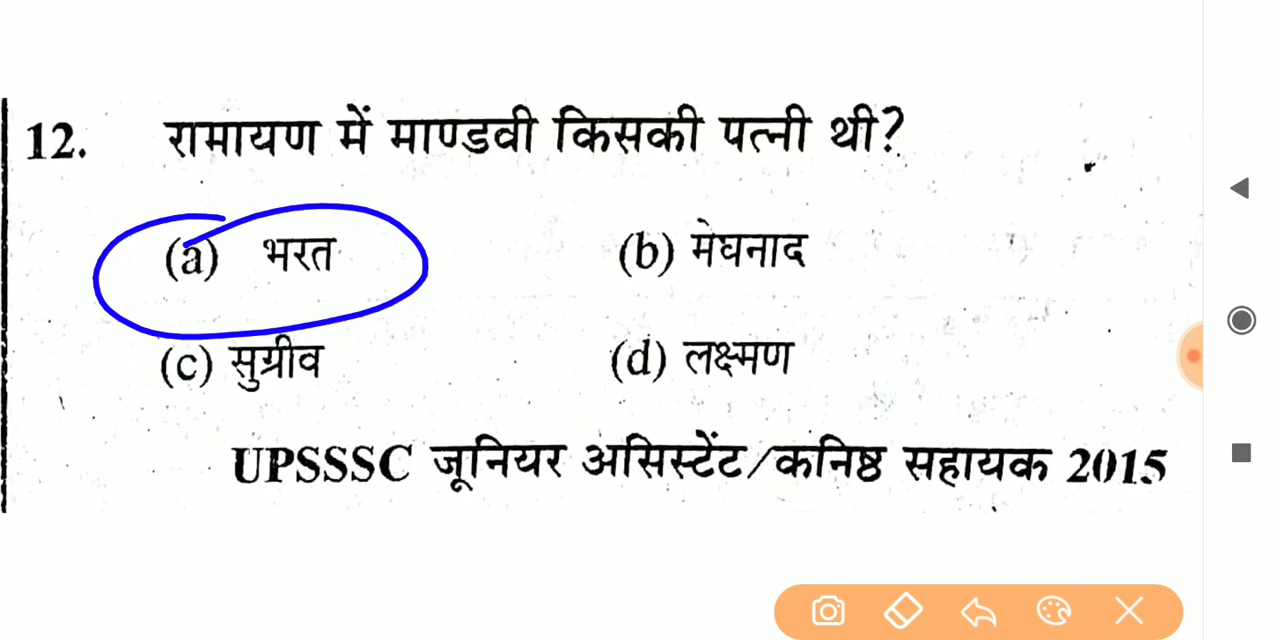 12. रामायण में माण्डवी किसकी पत्नी थी?
(a) भरत (b) मेघनाद
(c) सुग्रीव (d) लक्ष्मण
UPSSSC जूनियर असिस्टेंट/कनिष्ठ सहायक 2015